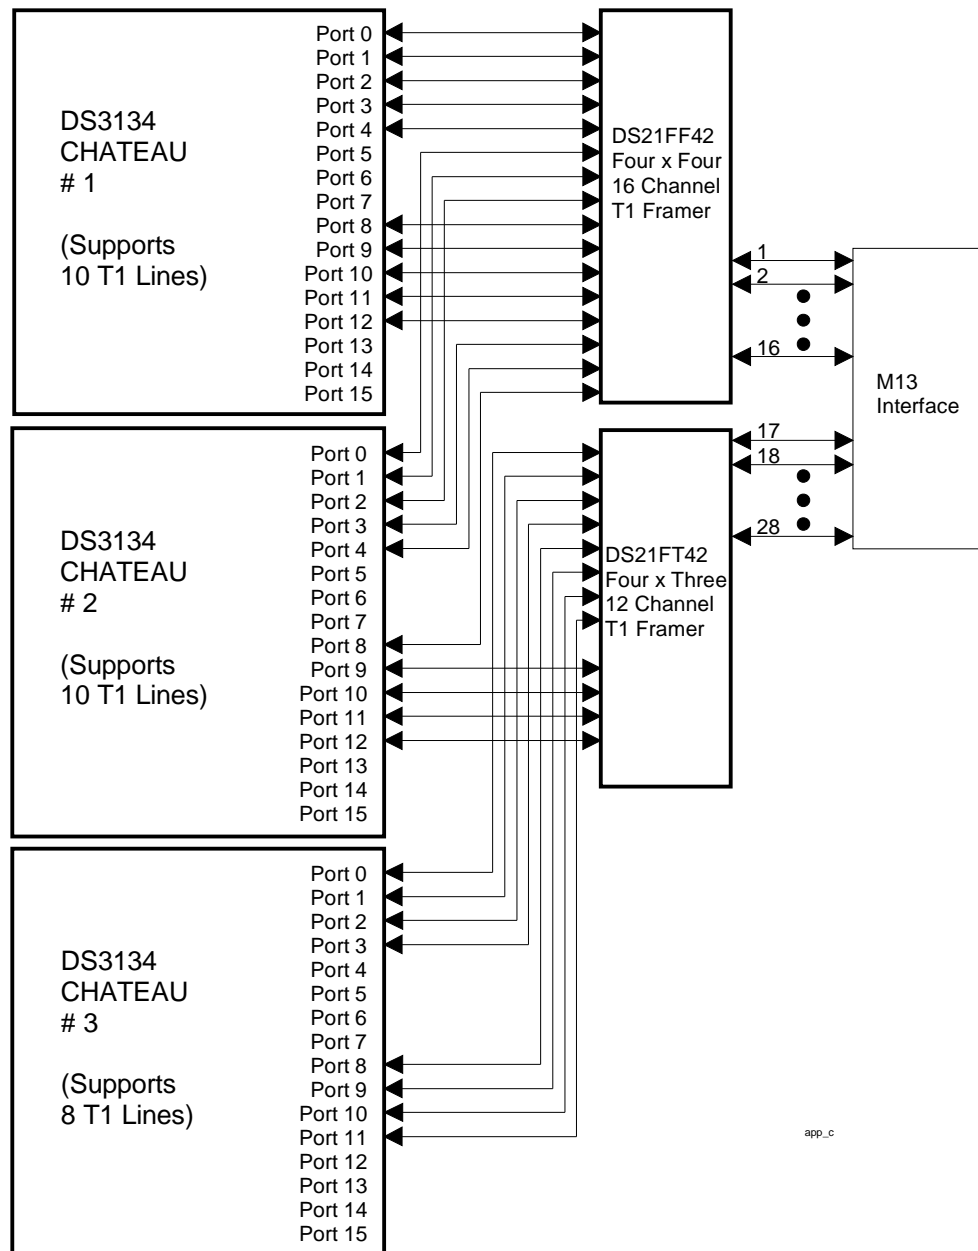 DS3134
CHATEAU
# 1
(Supports
10 T1 Lines)
Port 0
Port 1
Port 2
Port 3
Port 4
Port 5
Port 6
Port 7
Port 8
Port 9
Port 10
Port 11
Port 12
Port 13
Port 14
Port 15
DS21FF42
Four x Four
16 Channel
T1 Framer
1
2
16
M13
Interface
17
18
28
DS3134
CHATEAU
# 2
(Supports
10 T1 Lines)
Port 0
Port 1
Port 2
Port 3
Port 4
Port 5
Port 6
Port 7
Port 8
Port 9
Port 10
Port 11
Port 12
Port 13
Port 14
Port 15
DS21FT42
Four x Three
12 Channel
T1 Framer
DS3134
CHATEAU
# 3
(Supports
8 T1 Lines)
Port 0
Port 1
Port 2
Port 3
Port 4
Port 5
Port 6
Port 7
Port 8
Port 9
Port 10
Port 11
Port 12
Port 13
Port 14
Port 15
app_c